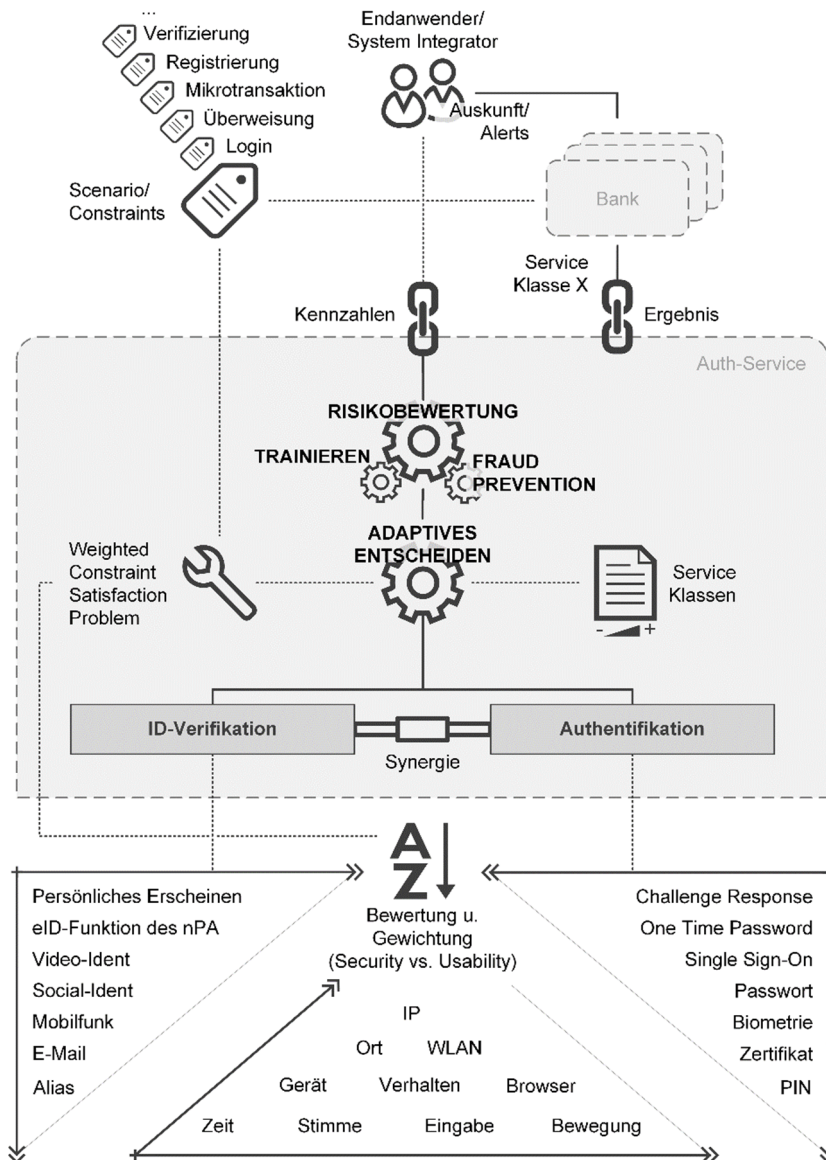 ...
Verifizierung
Registrierung
Mikrotransaktion
Überweisung
Login
Scenario/
Constraints
Endanwender/
System Integrator
Auskunft/
Alerts
Bank
Service
Klasse X
Kennzahlen
Ergebnis
Auth-Service
RISIKOBEWERTUNG
TRAINIEREN
FRAUD
PREVENTION
ADAPTIVES
ENTSCHEIDEN
Weighted
Constraint
Satisfaction
Problem
Service
Klassen
- +
ID-Verifikation
Authentifikation
Synergie
A
Z
Bewertung u.
Gewichtung
(Security vs. Usability)
Persönliches Erscheinen
eID-Funktion des nPA
Video-Ident
Social-Ident
Mobilfunk
E-Mail
Alias
IP
Ort WLAN
Gerät Verhalten Browser
Zeit Stimme Eingabe Bewegung
Challenge Response
One Time Password
Single Sign-On
Passwort
Biometrie
Zertifikat
PIN